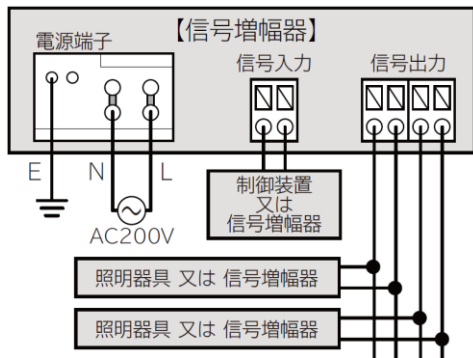 【信号増幅器】
電源端子
信号入力
信号出力
E
N
L
AC200V
制御装置
又は
信号増幅器
照明器具 又は 信号増幅器
照明器具 又は 信号増幅器